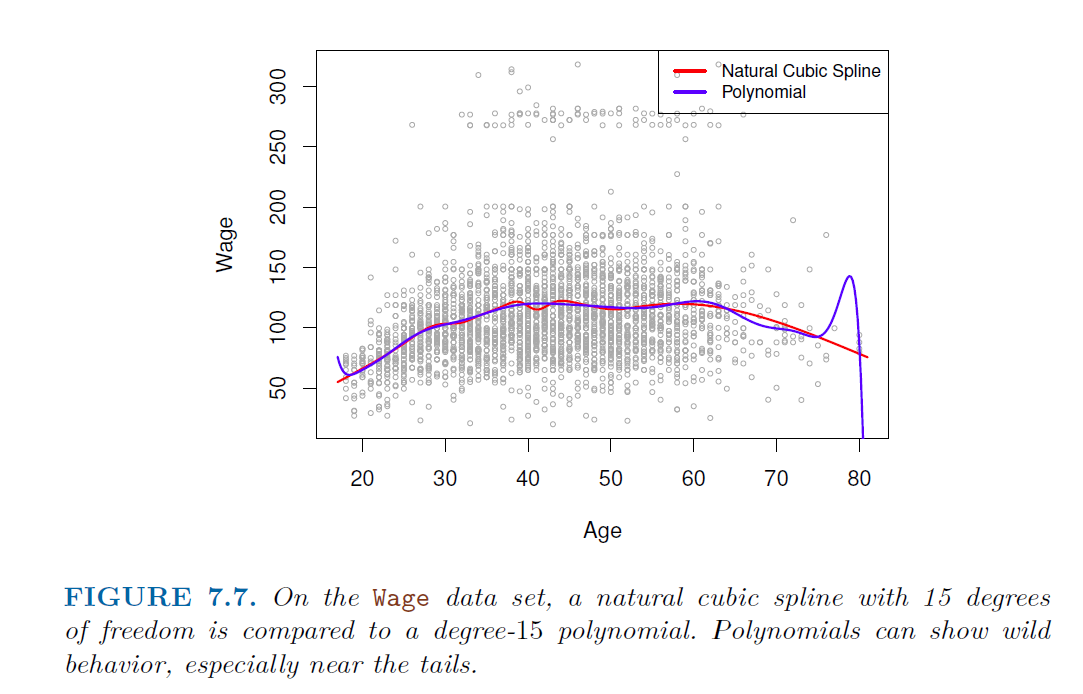 Natural Cubic Spline
Polynomial
300
250
200
150
100
50
Wage
20 30 40 50 60 70 80
Age
FIGURE 7.7. On the Wage data set, a natural cubic spline with 15 degrees
of freedom is compared to a degree-15 polynomial. Polynomials can show wild
behavior, especially near the tails.